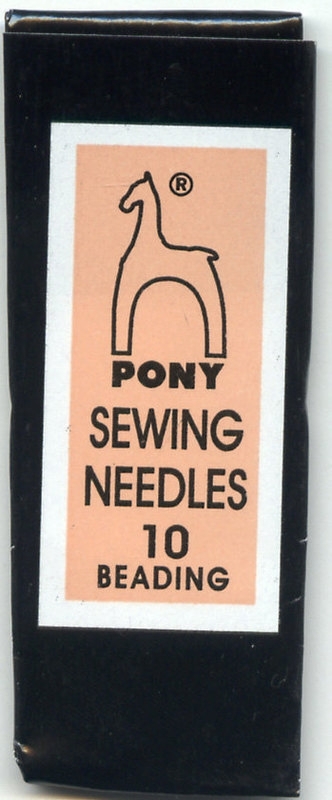 ®
PONY
SEWING
NEEDLES
10
BEADING